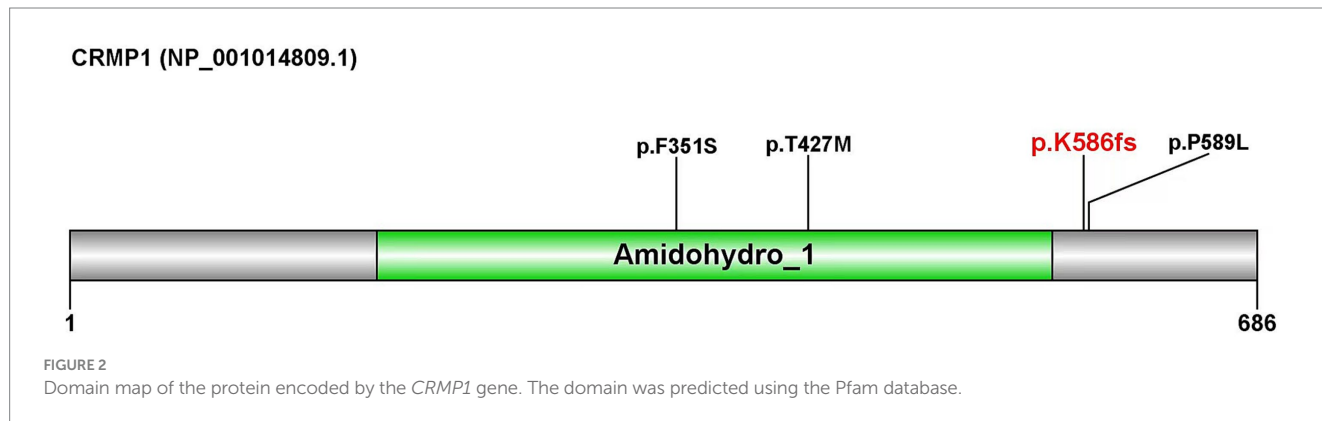 CRMP1 (NP_001014809.1)
p.F351S p.T427M p.K586fs p.P589L
Amidohydro_1
1 686
FIGURE 2
Domain map of the protein encoded by the CRMP1 gene. The domain was predicted using the Pfam database.